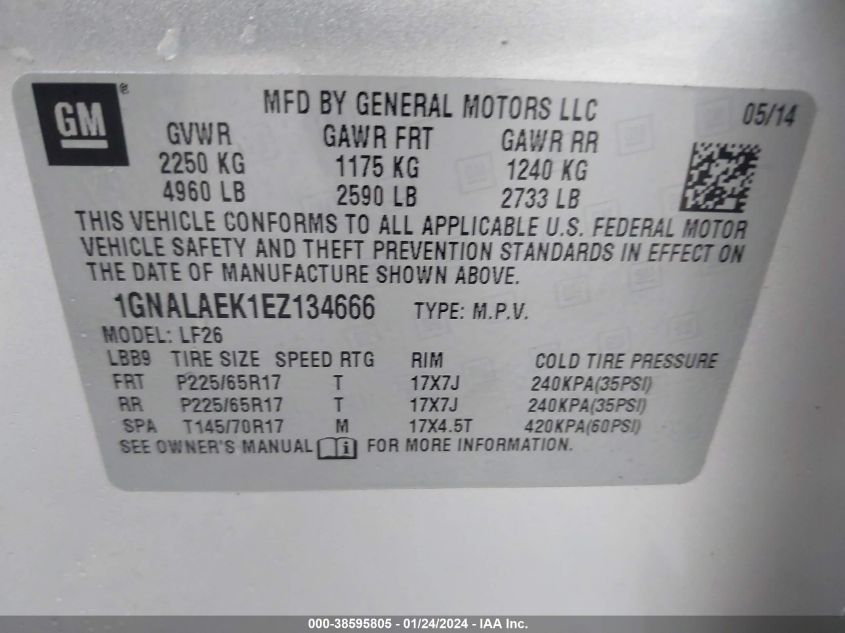 GM®
MFD BY GENERAL MOTORS LLC
05/14
GVWR GAWR FRT GAWR RR
2250 KG 1175 KG 1240 KG
4960 LB 2590 LB 2733 LB
THIS VEHICLE CONFORMS TO ALL APPLICABLE U.S. FEDERAL MOTOR
VEHICLE SAFETY AND THEFT PREVENTION STANDARDS IN EFFECT ON
THE DATE OF MANUFACTURE SHOWN ABOVE.
1GNALAEK1EZ134666 TYPE: M.P.V.
MODEL: LF26
LBB9 TIRE SIZE SPEED RTG RIM COLD TIRE PRESSURE
FRT P225/65R17 T 17X7J 240KPA(35PSI)
RR P225/65R17 T 17X7J 240KPA(35PSI)
SPA T145/70R17 M 17X4.5T 420KPA(60PSI)
SEE OWNER'S MANUAL i FOR MORE INFORMATION.
000-38595805 - 01/24/2024 - IAA Inc.